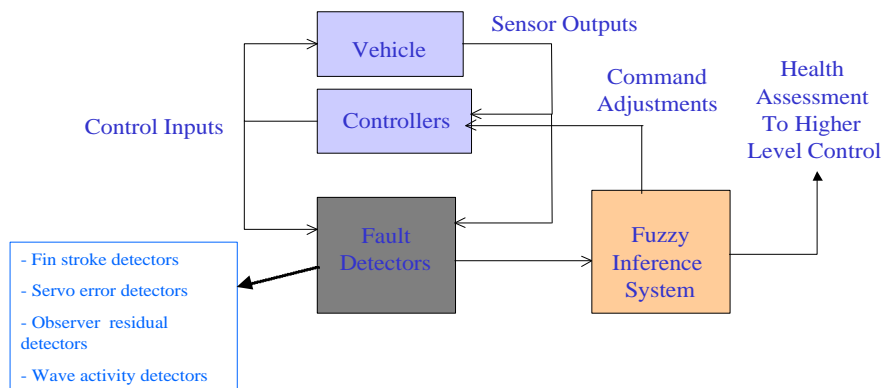 Sensor Outputs
Vehicle
Command
Adjustments
Health
Assessment
To Higher
Level Control
Control Inputs
Controllers
Fault
Detectors
Fuzzy
Inference
System
- Fin stroke detectors
- Servo error detectors
- Observer  residual
detectors
- Wave activity detectors